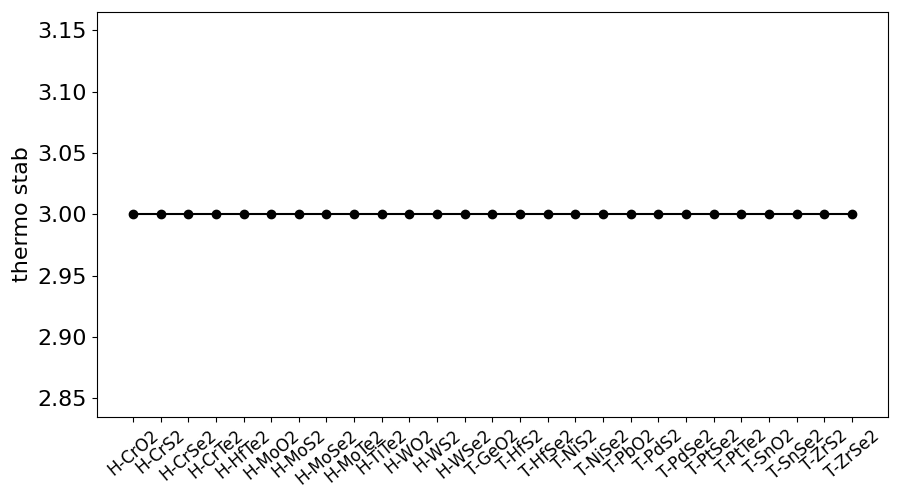 3.15
3.10
3.05
3.00
2.95
2.90
2.85
thermo stab
H-CrO2
H-CrS2
H-CrSe2
H-CrTe2
H-HfTe2
H-MoO2
H-MoS2
H-MoSe2
H-MoTe2
H-TiTe2
H-WO2
H-WS2
H-WSe2
T-GeO2
T-HfS2
T-HfSe2
T-NiS2
T-NiSe2
T-PbO2
T-PdS2
T-PdSe2
T-PtSe2
T-PtTe2
T-SnO2
T-SnSe2
T-ZrS2
T-ZrSe2